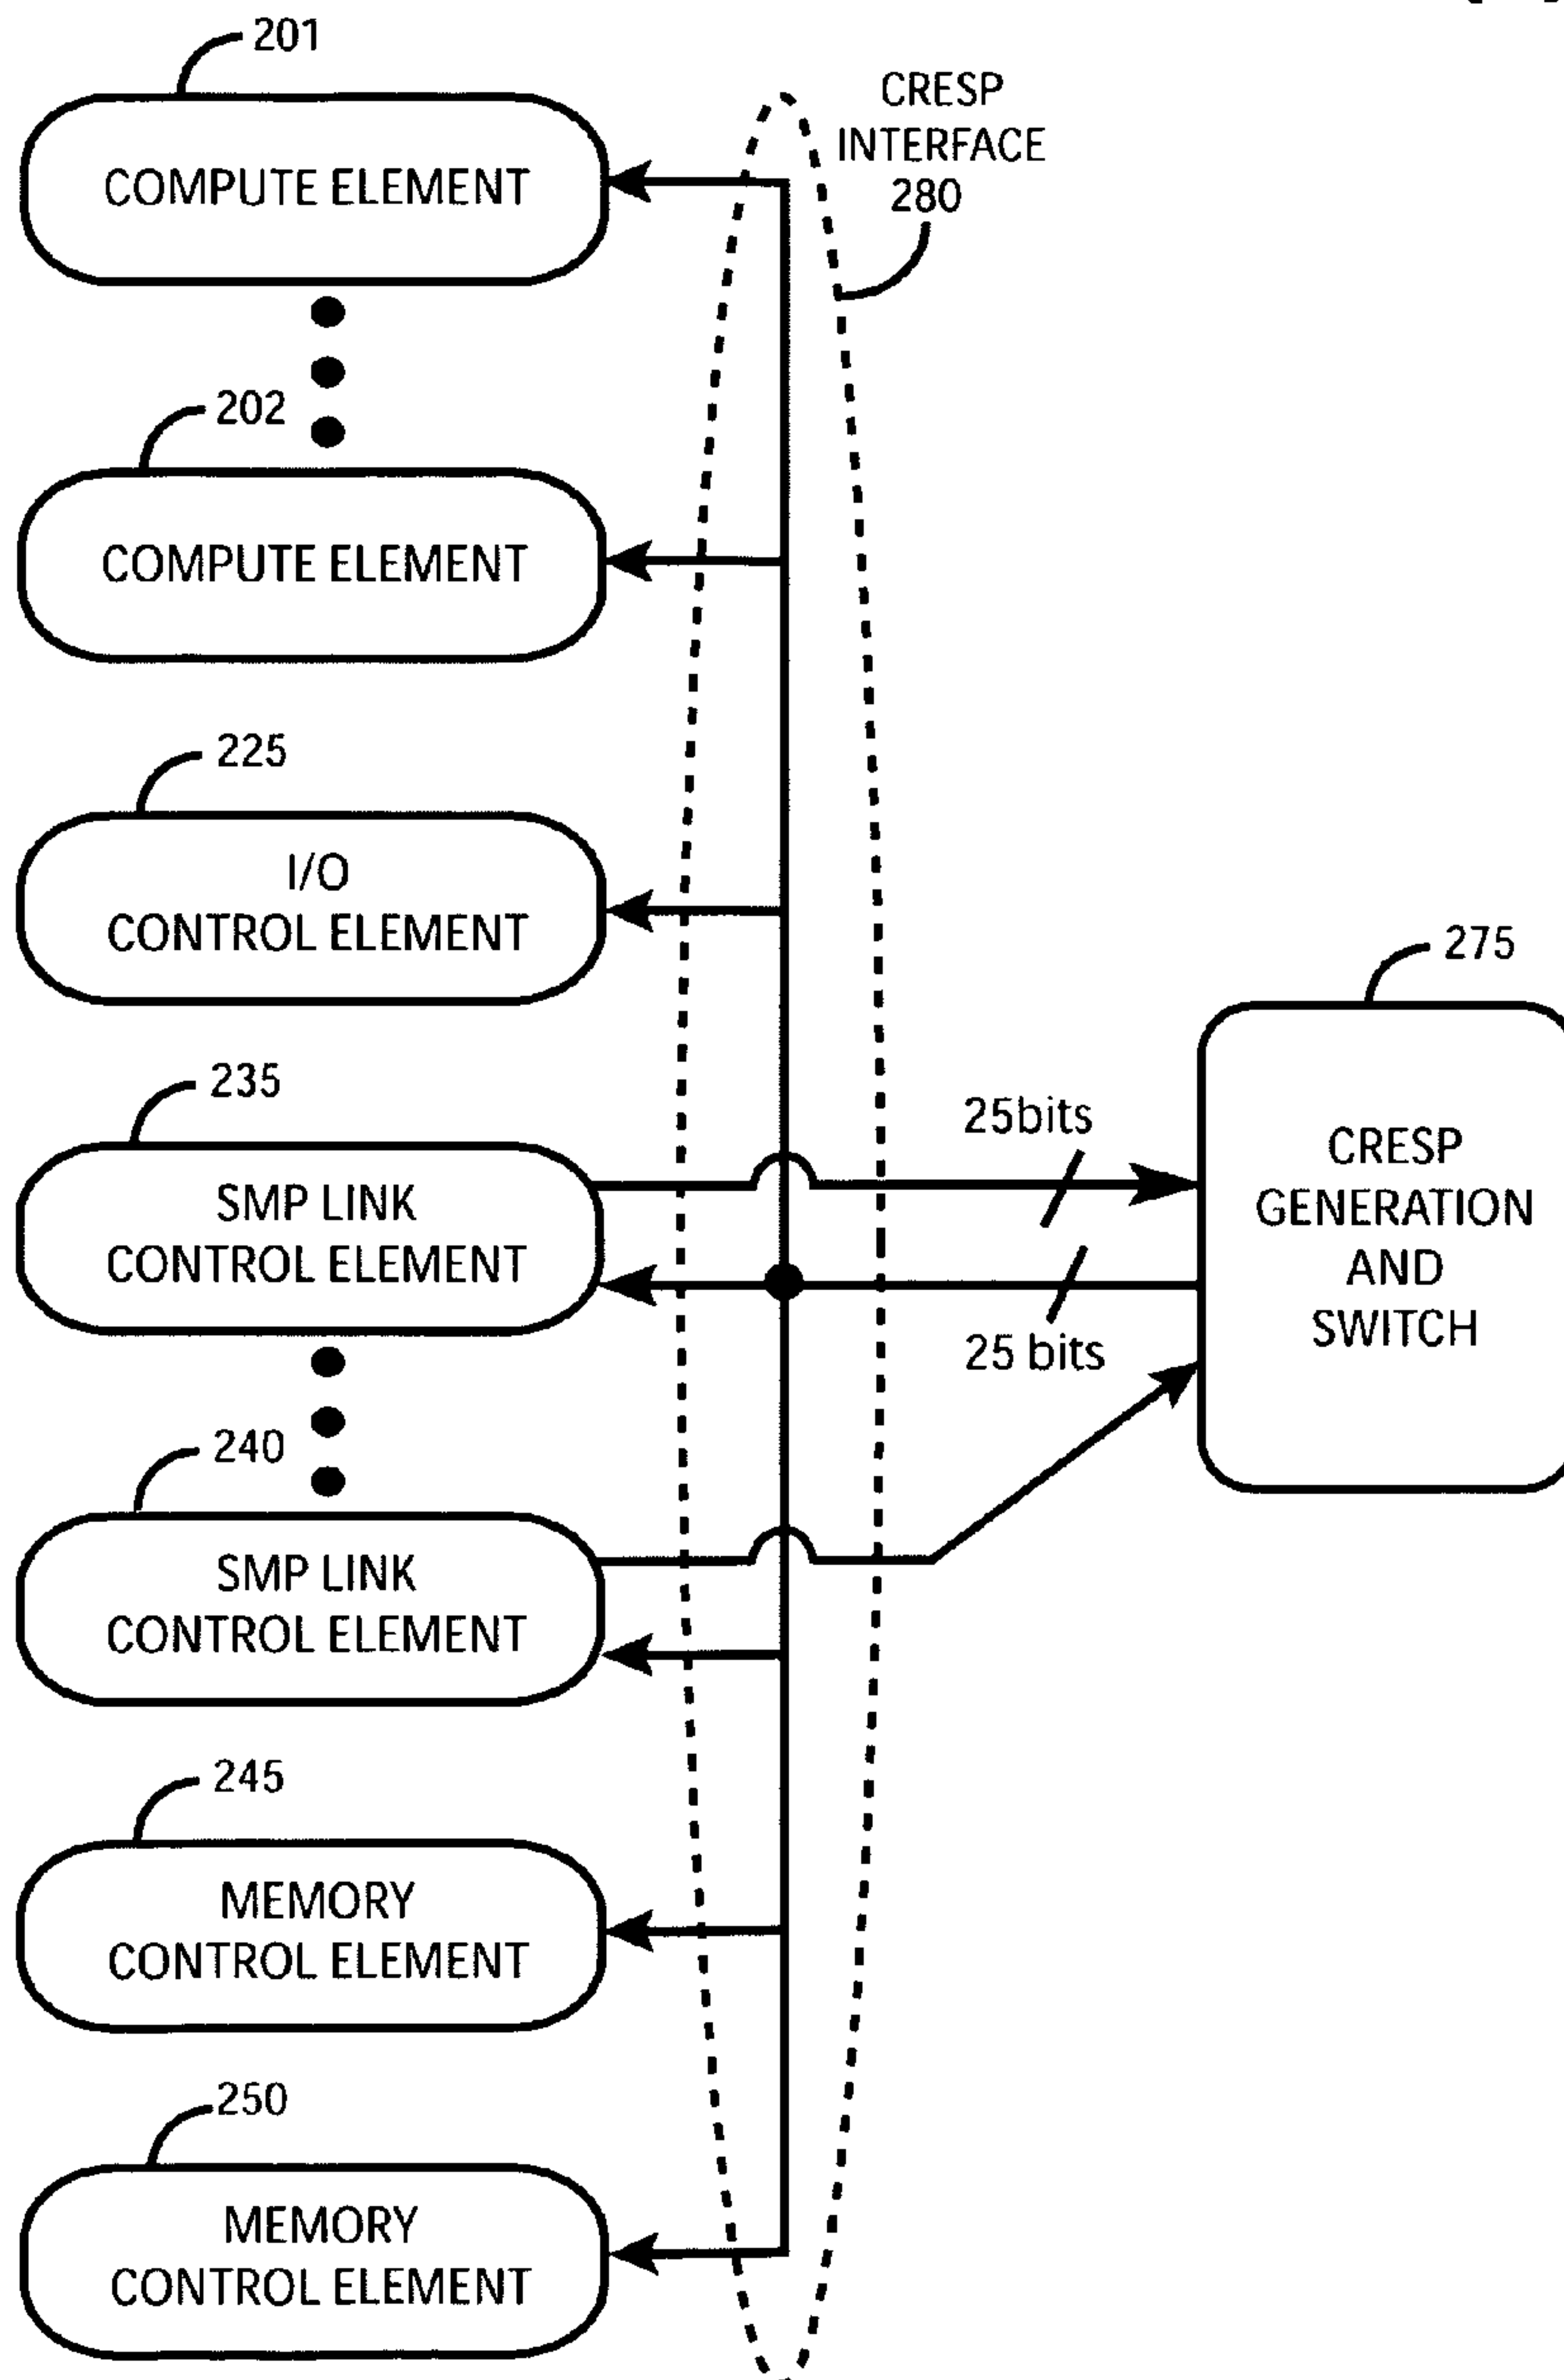 201
COMPUTE ELEMENT
CRESP
INTERFACE
280
202
COMPUTE ELEMENT
225
I/O
CONTROL ELEMENT
275
235
SMP LINK
CONTROL ELEMENT
25bits
25 bits
CRESP
GENERATION
AND
SWITCH
240
SMP LINK
CONTROL ELEMENT
245
MEMORY
CONTROL ELEMENT
250
MEMORY
CONTROL ELEMENT